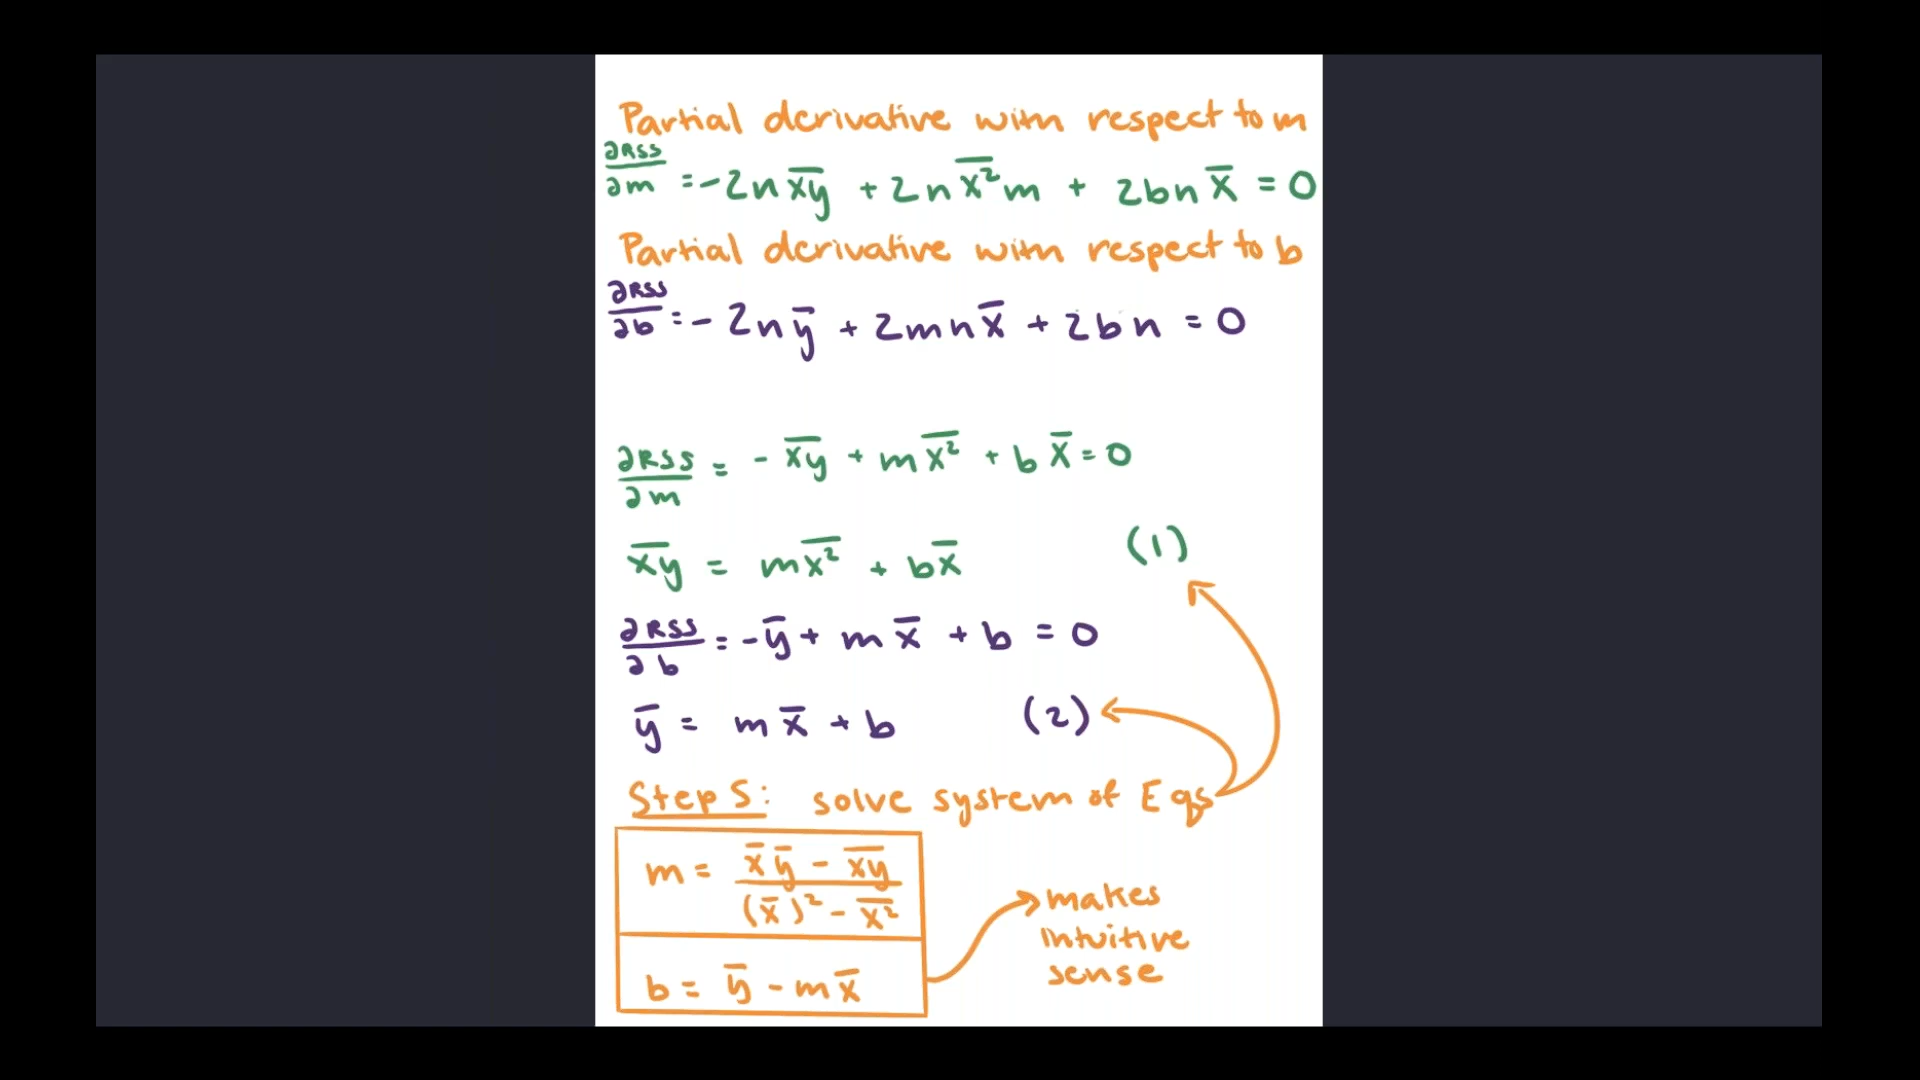 Partial derivative with respect to m
∂RSS/∂m = -2n x̅y̅ + 2n x̅²̅ m + 2bn x̅ = 0
Partial derivative with respect to b
∂RSS/∂b = - 2n y̅ + 2mn x̅ + 2bn = 0
∂RSS/∂m = - x̅y̅ + m x̅²̅ + b x̅ = 0
x̅y̅ = m x̅²̅ + b x̅ (1)
∂RSS/∂b = - y̅ + m x̅ + b = 0
y̅ = m x̅ + b (2)
Step 5: solve system of Eqs
m = (x̅ y̅ - x̅y̅) / ((x̅)² - x̅²̅)
makes
intuitive
sense
b = y̅ - m x̅